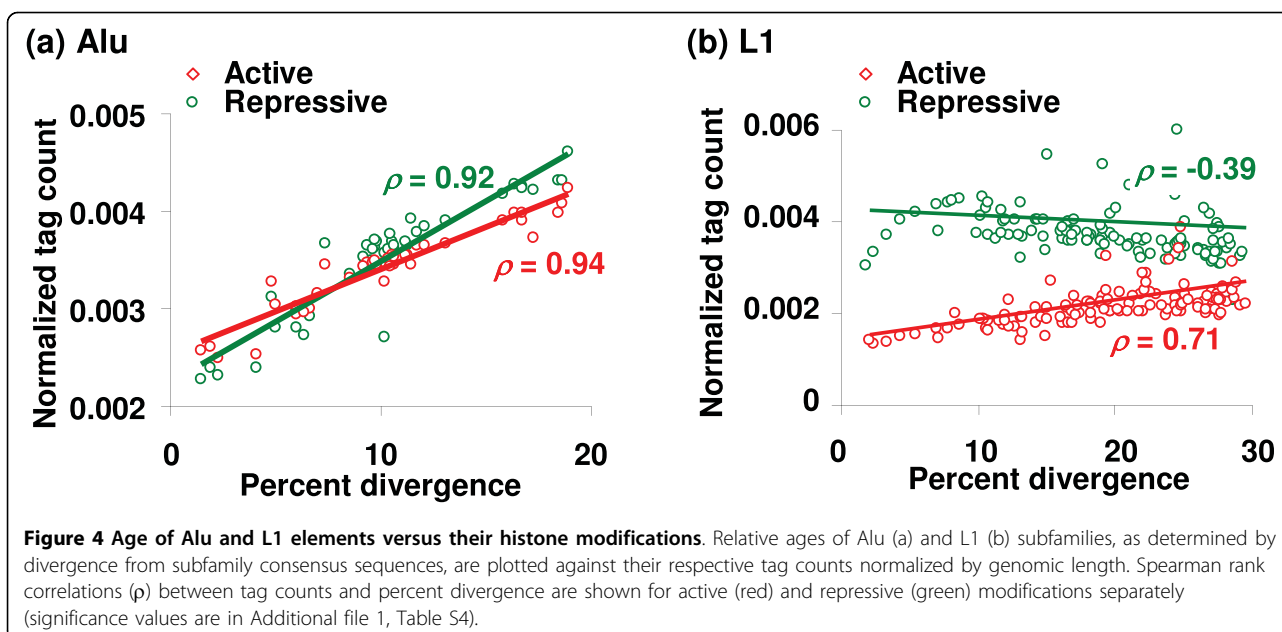 (a) Alu
Active
Repressive
0.005
0.004
0.003
0.002
Normalized tag count
ρ = 0.92
ρ = 0.94
0
10
20
Percent divergence
(b) L1
Active
Repressive
0.006
0.004
0.002
0
Normalized tag count
ρ = -0.39
ρ = 0.71
0
10
20
30
Percent divergence
Figure 4 Age of Alu and L1 elements versus their histone modifications. Relative ages of Alu (a) and L1 (b) subfamilies, as determined by
divergence from subfamily consensus sequences, are plotted against their respective tag counts normalized by genomic length. Spearman rank
correlations (ρ) between tag counts and percent divergence are shown for active (red) and repressive (green) modifications separately
(significance values are in Additional file 1, Table S4).